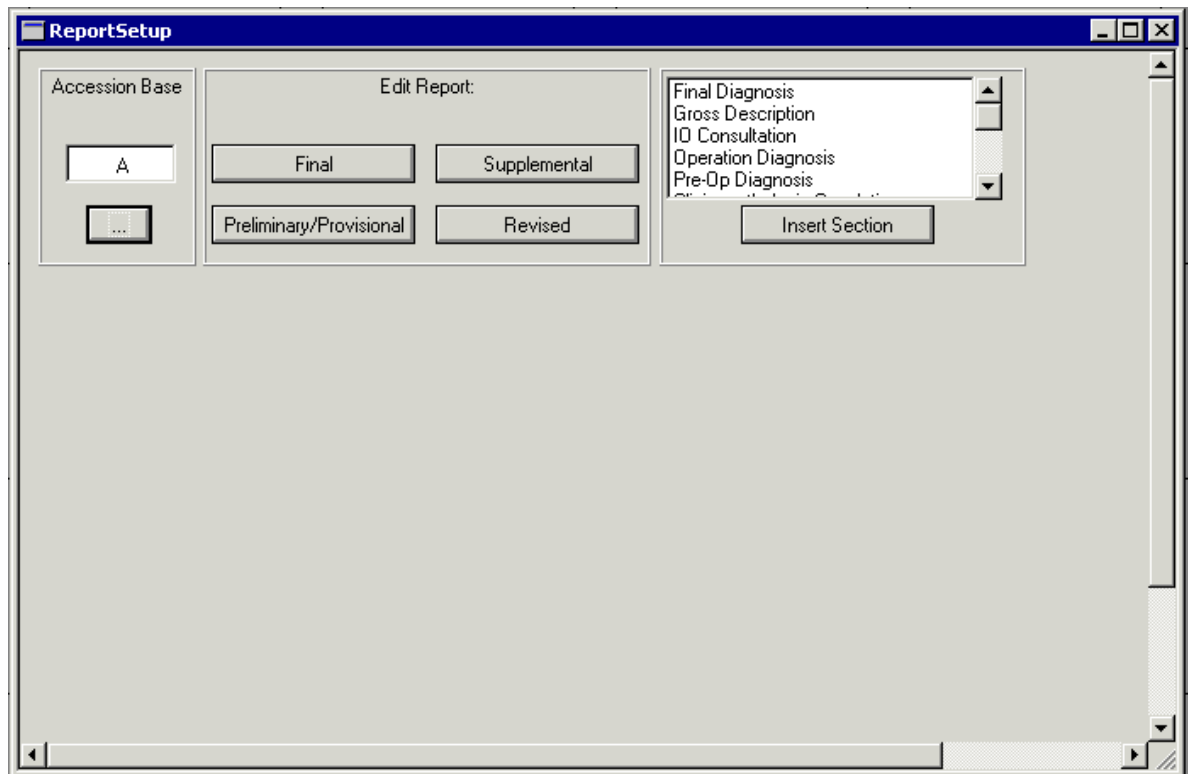 ReportSetup
Accession Base
A
...
Edit Report:
Final
Supplemental
Preliminary/Provisional
Revised
Final Diagnosis
Gross Description
IO Consultation
Operation Diagnosis
Pre-Op Diagnosis
Insert Section